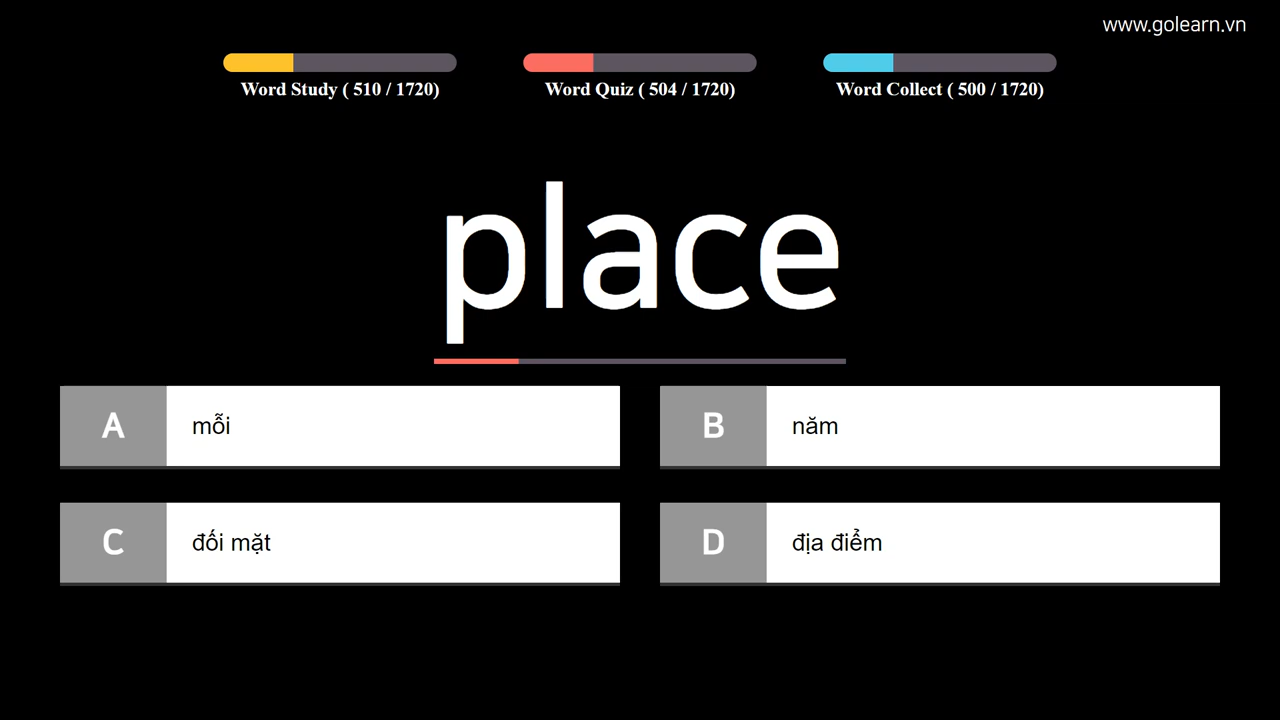 www.golearn.vn
Word Study ( 510 / 1720)
Word Quiz ( 504 / 1720)
Word Collect ( 500 / 1720)
place
A mỗi
B năm
C đối mặt
D địa điểm